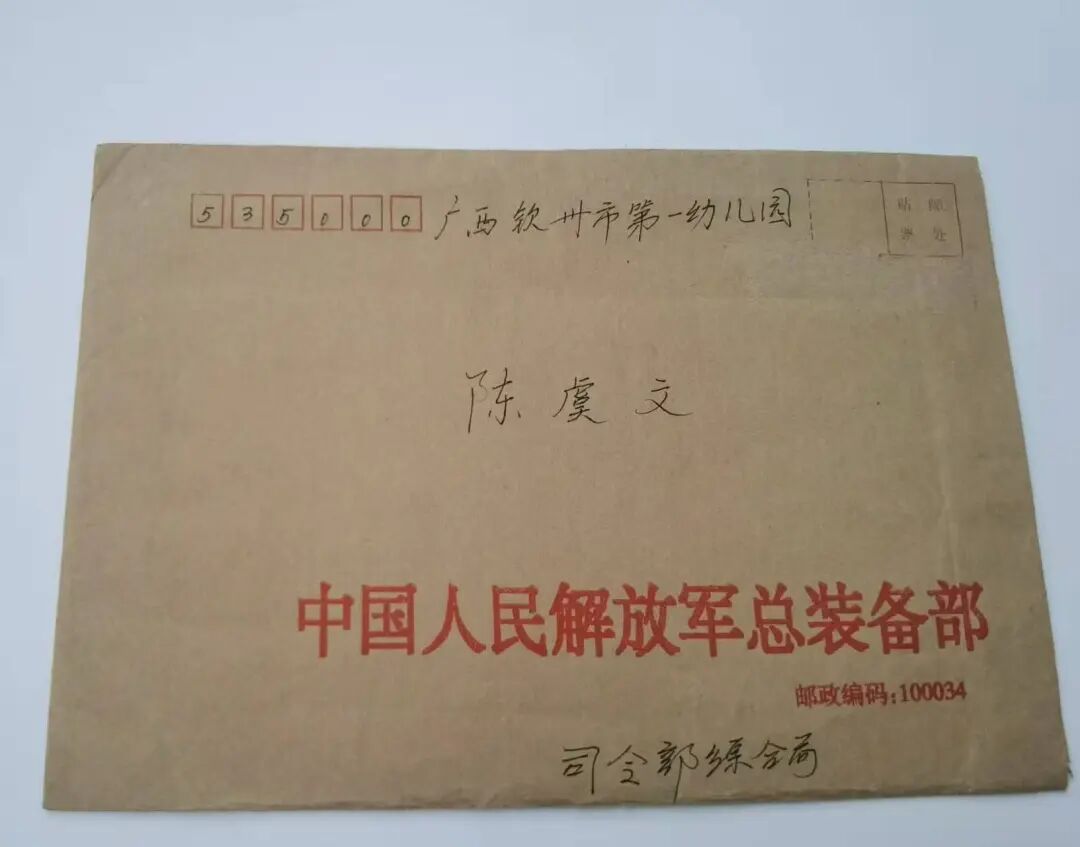 535000 广西钦州市第一幼儿园
贴邮
票处
陈虞文
中国人民解放军总装备部
邮政编码:100034
司令部综合局